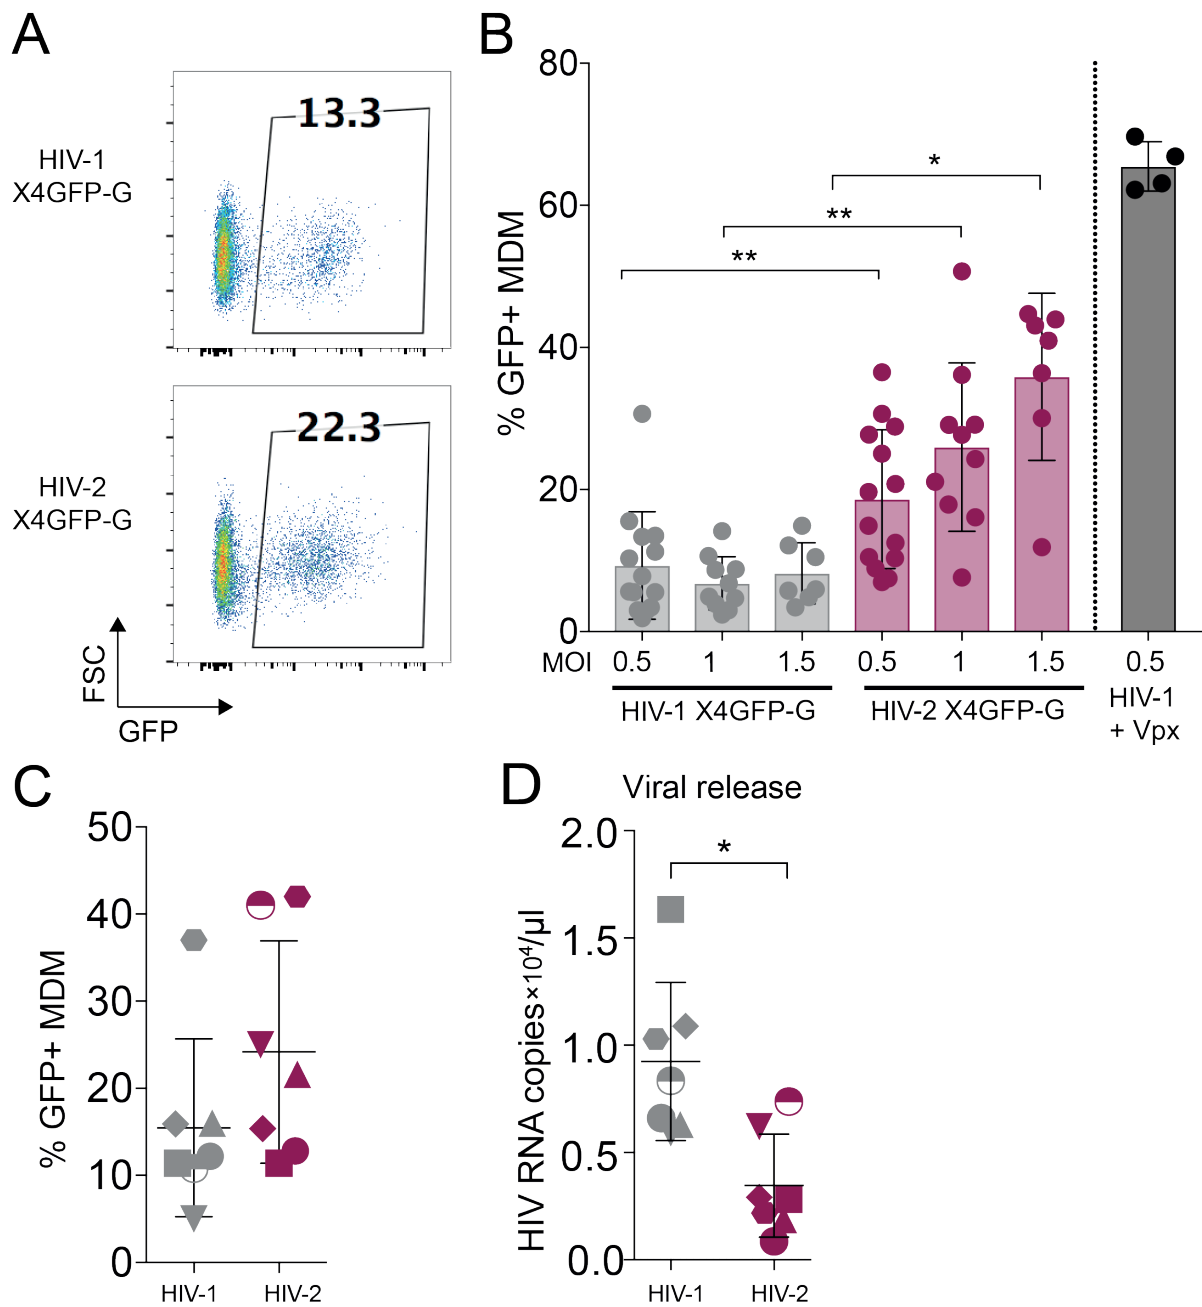 A
HIV-1
X4GFP-G
13.3
HIV-2
X4GFP-G
22.3
FSC
GFP
B
% GFP+ MDM
80
60
40
20
0
*
**
**
MOI 0.5 1 1.5 0.5 1 1.5 0.5
HIV-1 X4GFP-G
HIV-2 X4GFP-G
HIV-1
+ Vpx
C
% GFP+ MDM
50
40
30
20
10
0
HIV-1 HIV-2
D
Viral release
HIV RNA copies×10⁴/µl
2.0
1.5
1.0
0.5
0.0
*
HIV-1 HIV-2